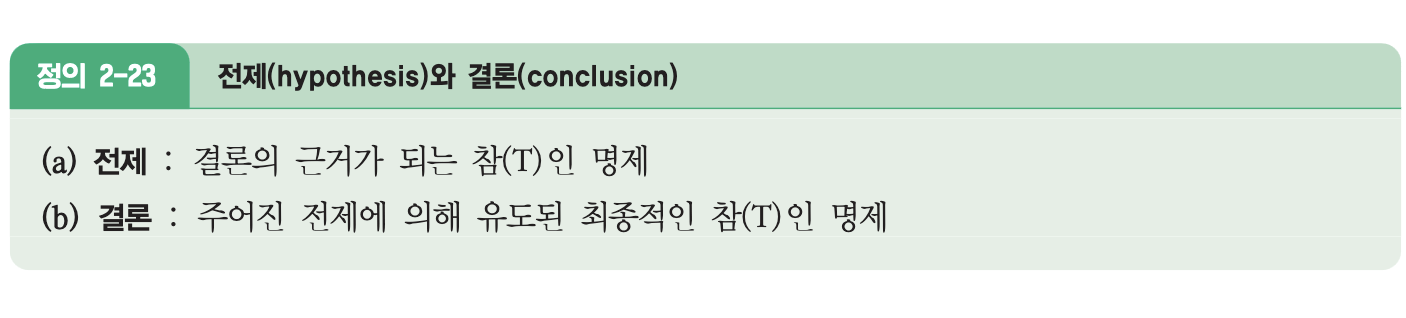 정의 2-23 전제(hypothesis)와 결론(conclusion)
(a) 전제 : 결론의 근거가 되는 참(T)인 명제
(b) 결론 : 주어진 전제에 의해 유도된 최종적인 참(T)인 명제